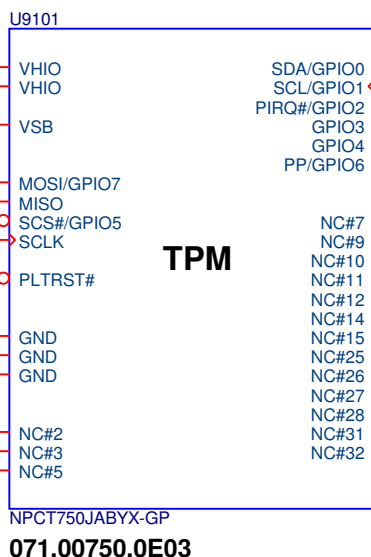 U9101
VHIO
VHIO
VSB
MOSI/GPIO7
MISO
SCS#/GPIO5
SCLK
PLTRST#
GND
GND
GND
NC#2
NC#3
NC#5
TPM
SDA/GPIO0
SCL/GPIO1
PIRQ#/GPIO2
GPIO3
GPIO4
PP/GPIO6
NC#7
NC#9
NC#10
NC#11
NC#12
NC#14
NC#15
NC#25
NC#26
NC#27
NC#28
NC#31
NC#32
NPCT750JABYX-GP
071.00750.0E03